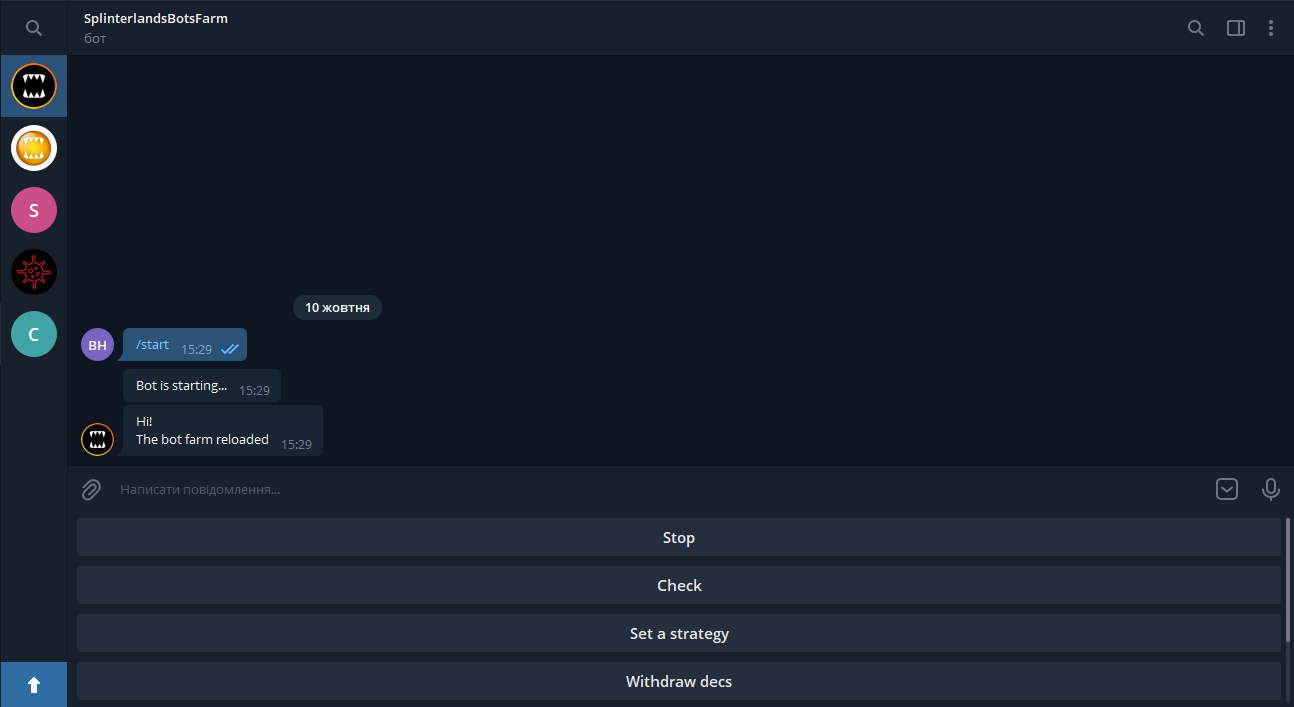 SplinterlandsBotsFarm
бот
S
C
10 жовтня
BH
/start 15:29
Bot is starting... 15:29
Hi!
The bot farm reloaded 15:29
Написати повідомлення...
Stop
Check
Set a strategy
Withdraw decs